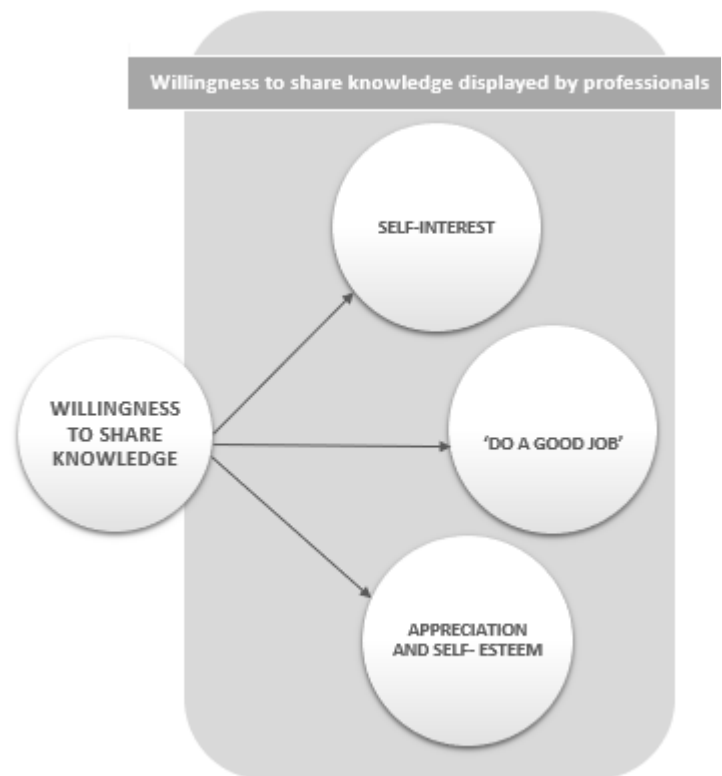 Willingness to share knowledge displayed by professionals
SELF-INTEREST
WILLINGNESS
TO SHARE
KNOWLEDGE
‘DO A GOOD JOB’
APPRECIATION
AND SELF- ESTEEM